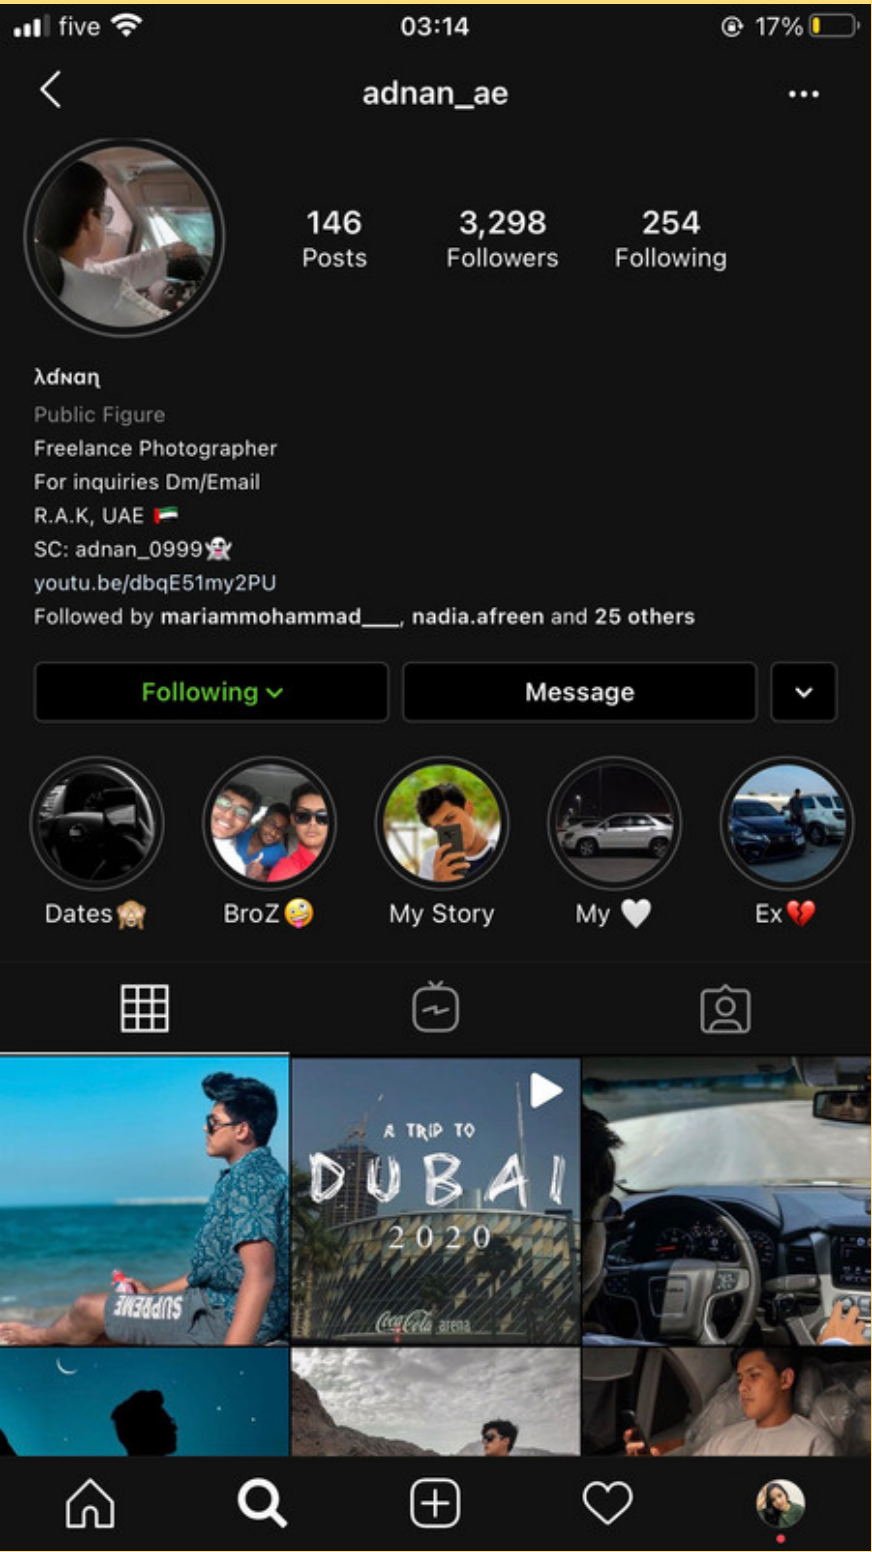 five 03:14 17%
adnan_ae
146 3,298 254
Posts Followers Following
λɗɴαη
Public Figure
Freelance Photographer
For inquiries Dm/Email
R.A.K, UAE 🇦🇪
SC: adnan_0999👻
youtu.be/dbqE51my2PU
Followed by mariammohammad___, nadia.afreen and 25 others
Following Message
Dates🙈 BroZ🤪 My Story My 🤍 Ex💔
A TRIP TO
DUBAI
2020
SUPREME
Coca-Cola arena